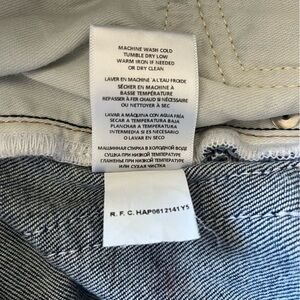 MACHINE WASH COLD
TUMBLE DRY LOW
WARM IRON IF NEEDED
OR DRY CLEAN
LAVER EN MACHINE A L'EAU FROIDE
SÉCHER EN MACHINE À
BASSE TEMPÉRATURE
REPASSER À FER CHAUD SI NÉCESSAIRE
OU NETTOYER À SEC
LAVAR A MÁQUINA CON AGUA FRÍA
SECAR A TEMPERATURA BAJA
PLANCHAR A TEMPERATURA
INTERMEDIA SI ES NECESARIO
O LAVAR EN SECO
МАШИННАЯ СТИРКА В ХОЛОДНОЙ ВОДЕ
СУШКА ПРИ НИЗКОЙ ТЕМПЕРАТУРЕ
ГЛАЖЕНЬЕ ПРИ НИЗКОЙ ТЕМПЕРАТУРЕ
ИЛИ СУХАЯ ЧИСТКА
R. F. C. HAP0612141Y5